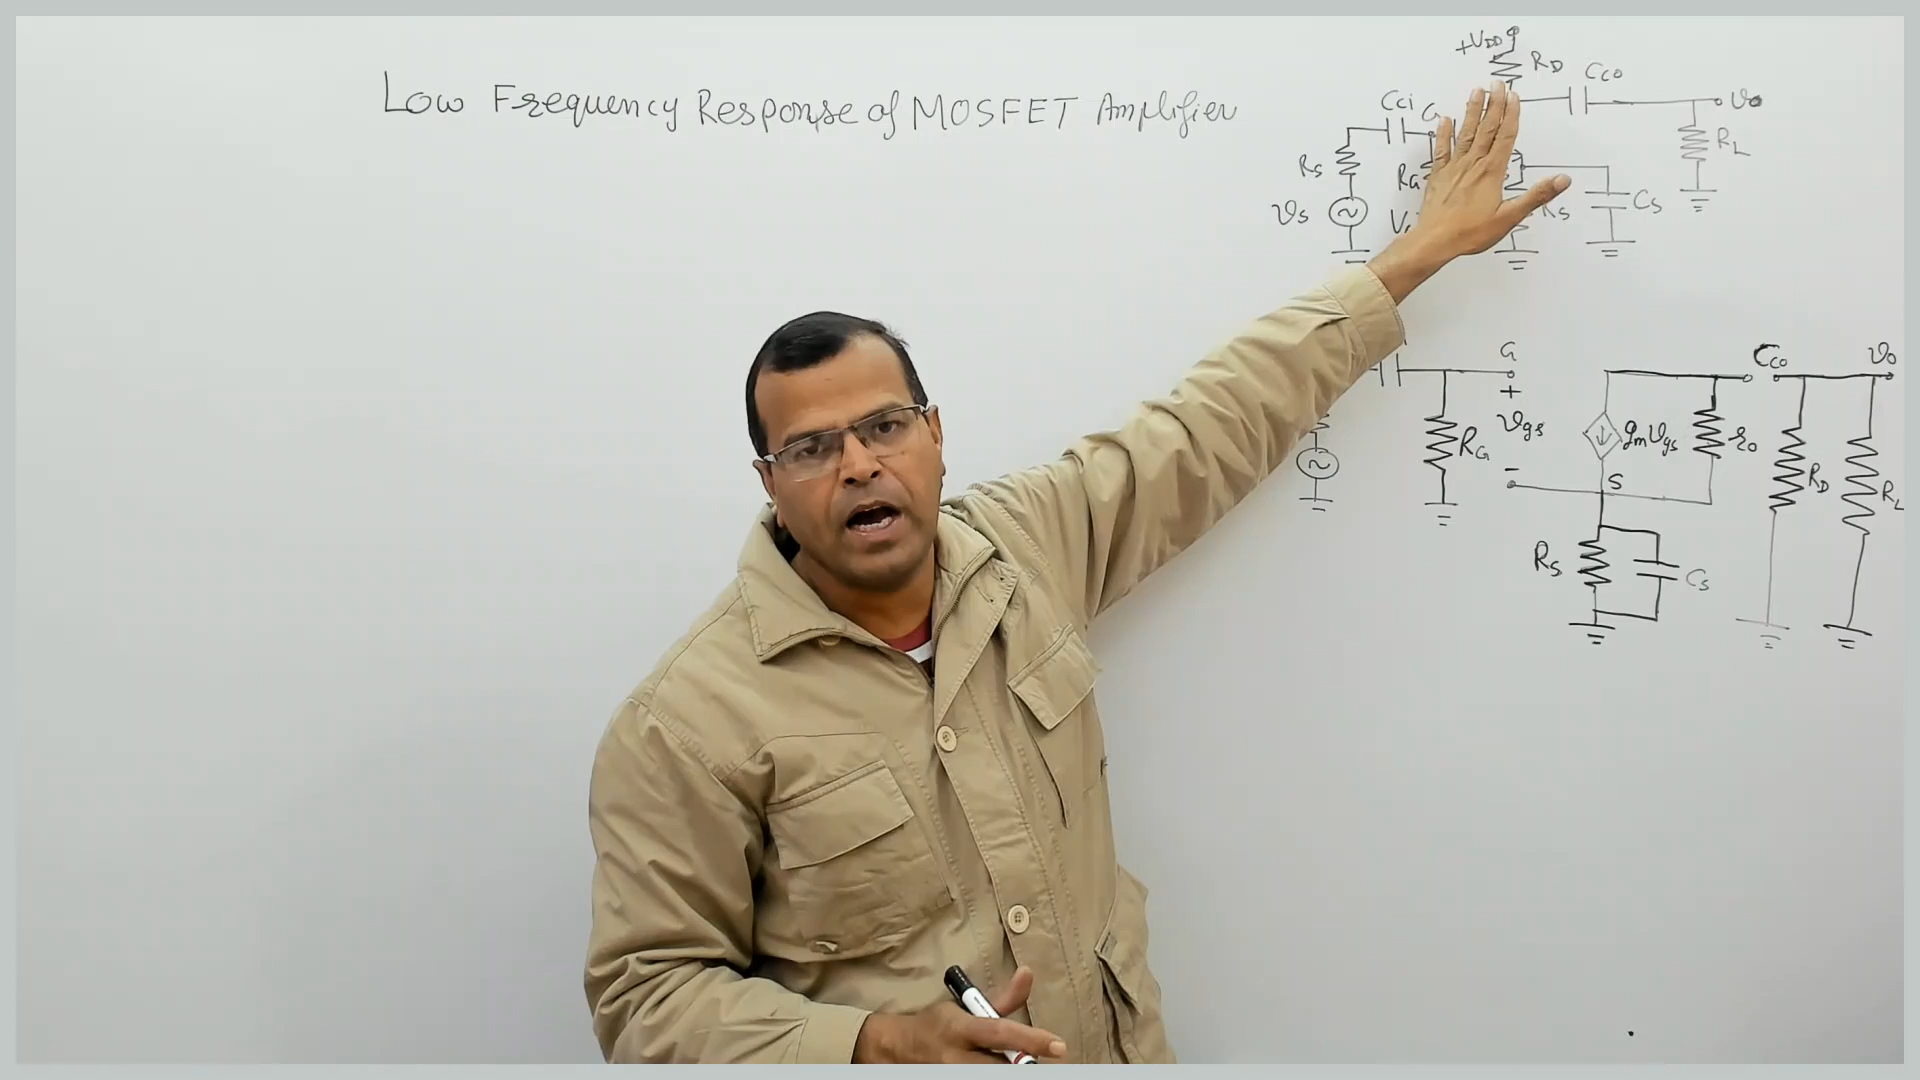 Low Frequency Response of MOSFET Amplifier
+VDD
RD
Cco
vo
Cci
G
RS
RG
RL
vs
RS
CS
G
+
vgs
-
RG
gmvgs
ro
S
Cco
vo
RD
RL
RS
CS